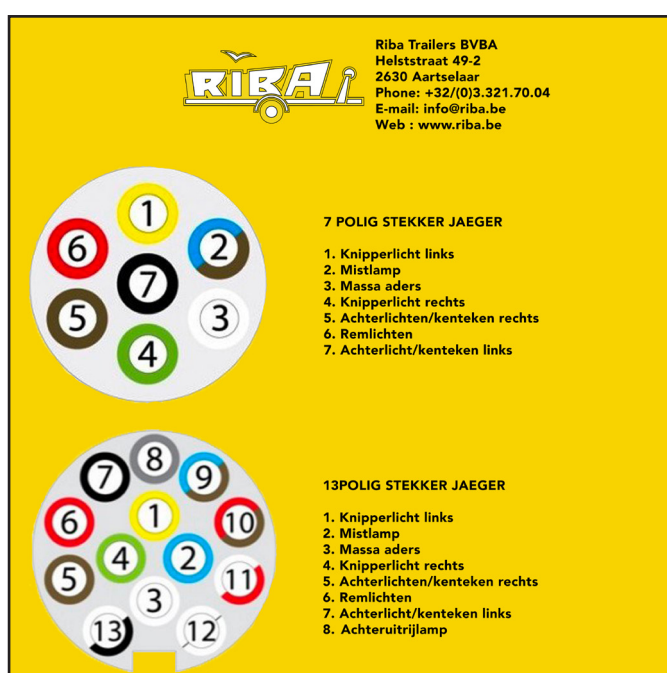 RIBA
Riba Trailers BVBA
Helststraat 49-2
2630 Aartselaar
Phone: +32/(0)3.321.70.04
E-mail: info@riba.be
Web : www.riba.be
1
6
2
7
5
3
4
7 POLIG STEKKER JAEGER
1. Knipperlicht links
2. Mistlamp
3. Massa aders
4. Knipperlicht rechts
5. Achterlichten/kenteken rechts
6. Remlichten
7. Achterlicht/kenteken links
8
7
9
6
1
10
4
2
5
11
3
13
12
13POLIG STEKKER JAEGER
1. Knipperlicht links
2. Mistlamp
3. Massa aders
4. Knipperlicht rechts
5. Achterlichten/kenteken rechts
6. Remlichten
7. Achterlicht/kenteken links
8. Achteruitrijlamp